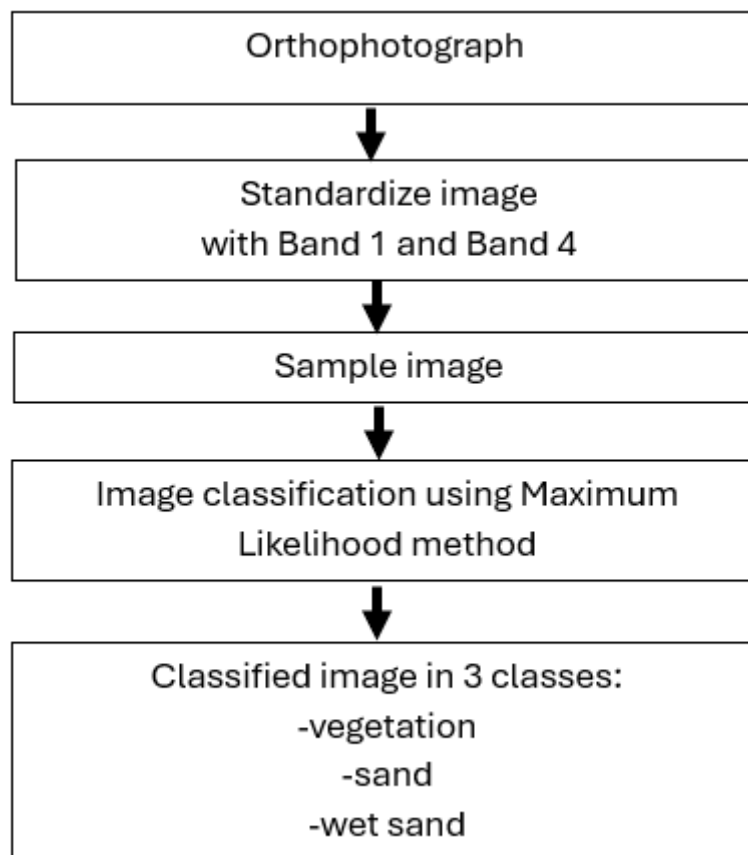 Orthophotograph
Standardize image
with Band 1 and Band 4
Sample image
Image classification using Maximum
Likelihood method
Classified image in 3 classes:
-vegetation
-sand
-wet sand